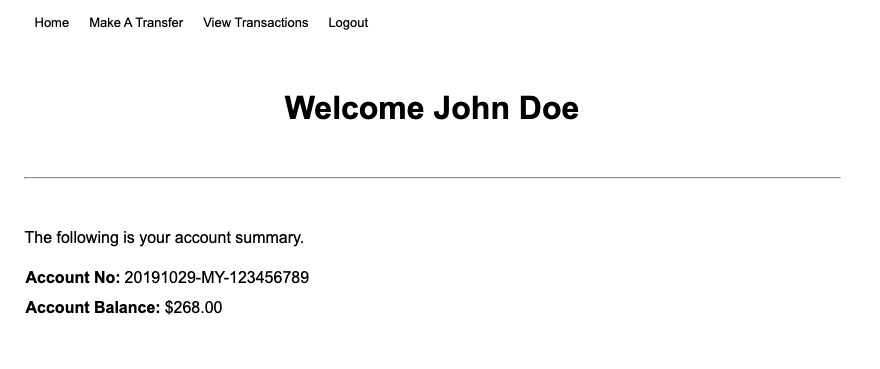 Home Make A Transfer View Transactions Logout
Welcome John Doe
The following is your account summary.
Account No: 20191029-MY-123456789
Account Balance: $268.00